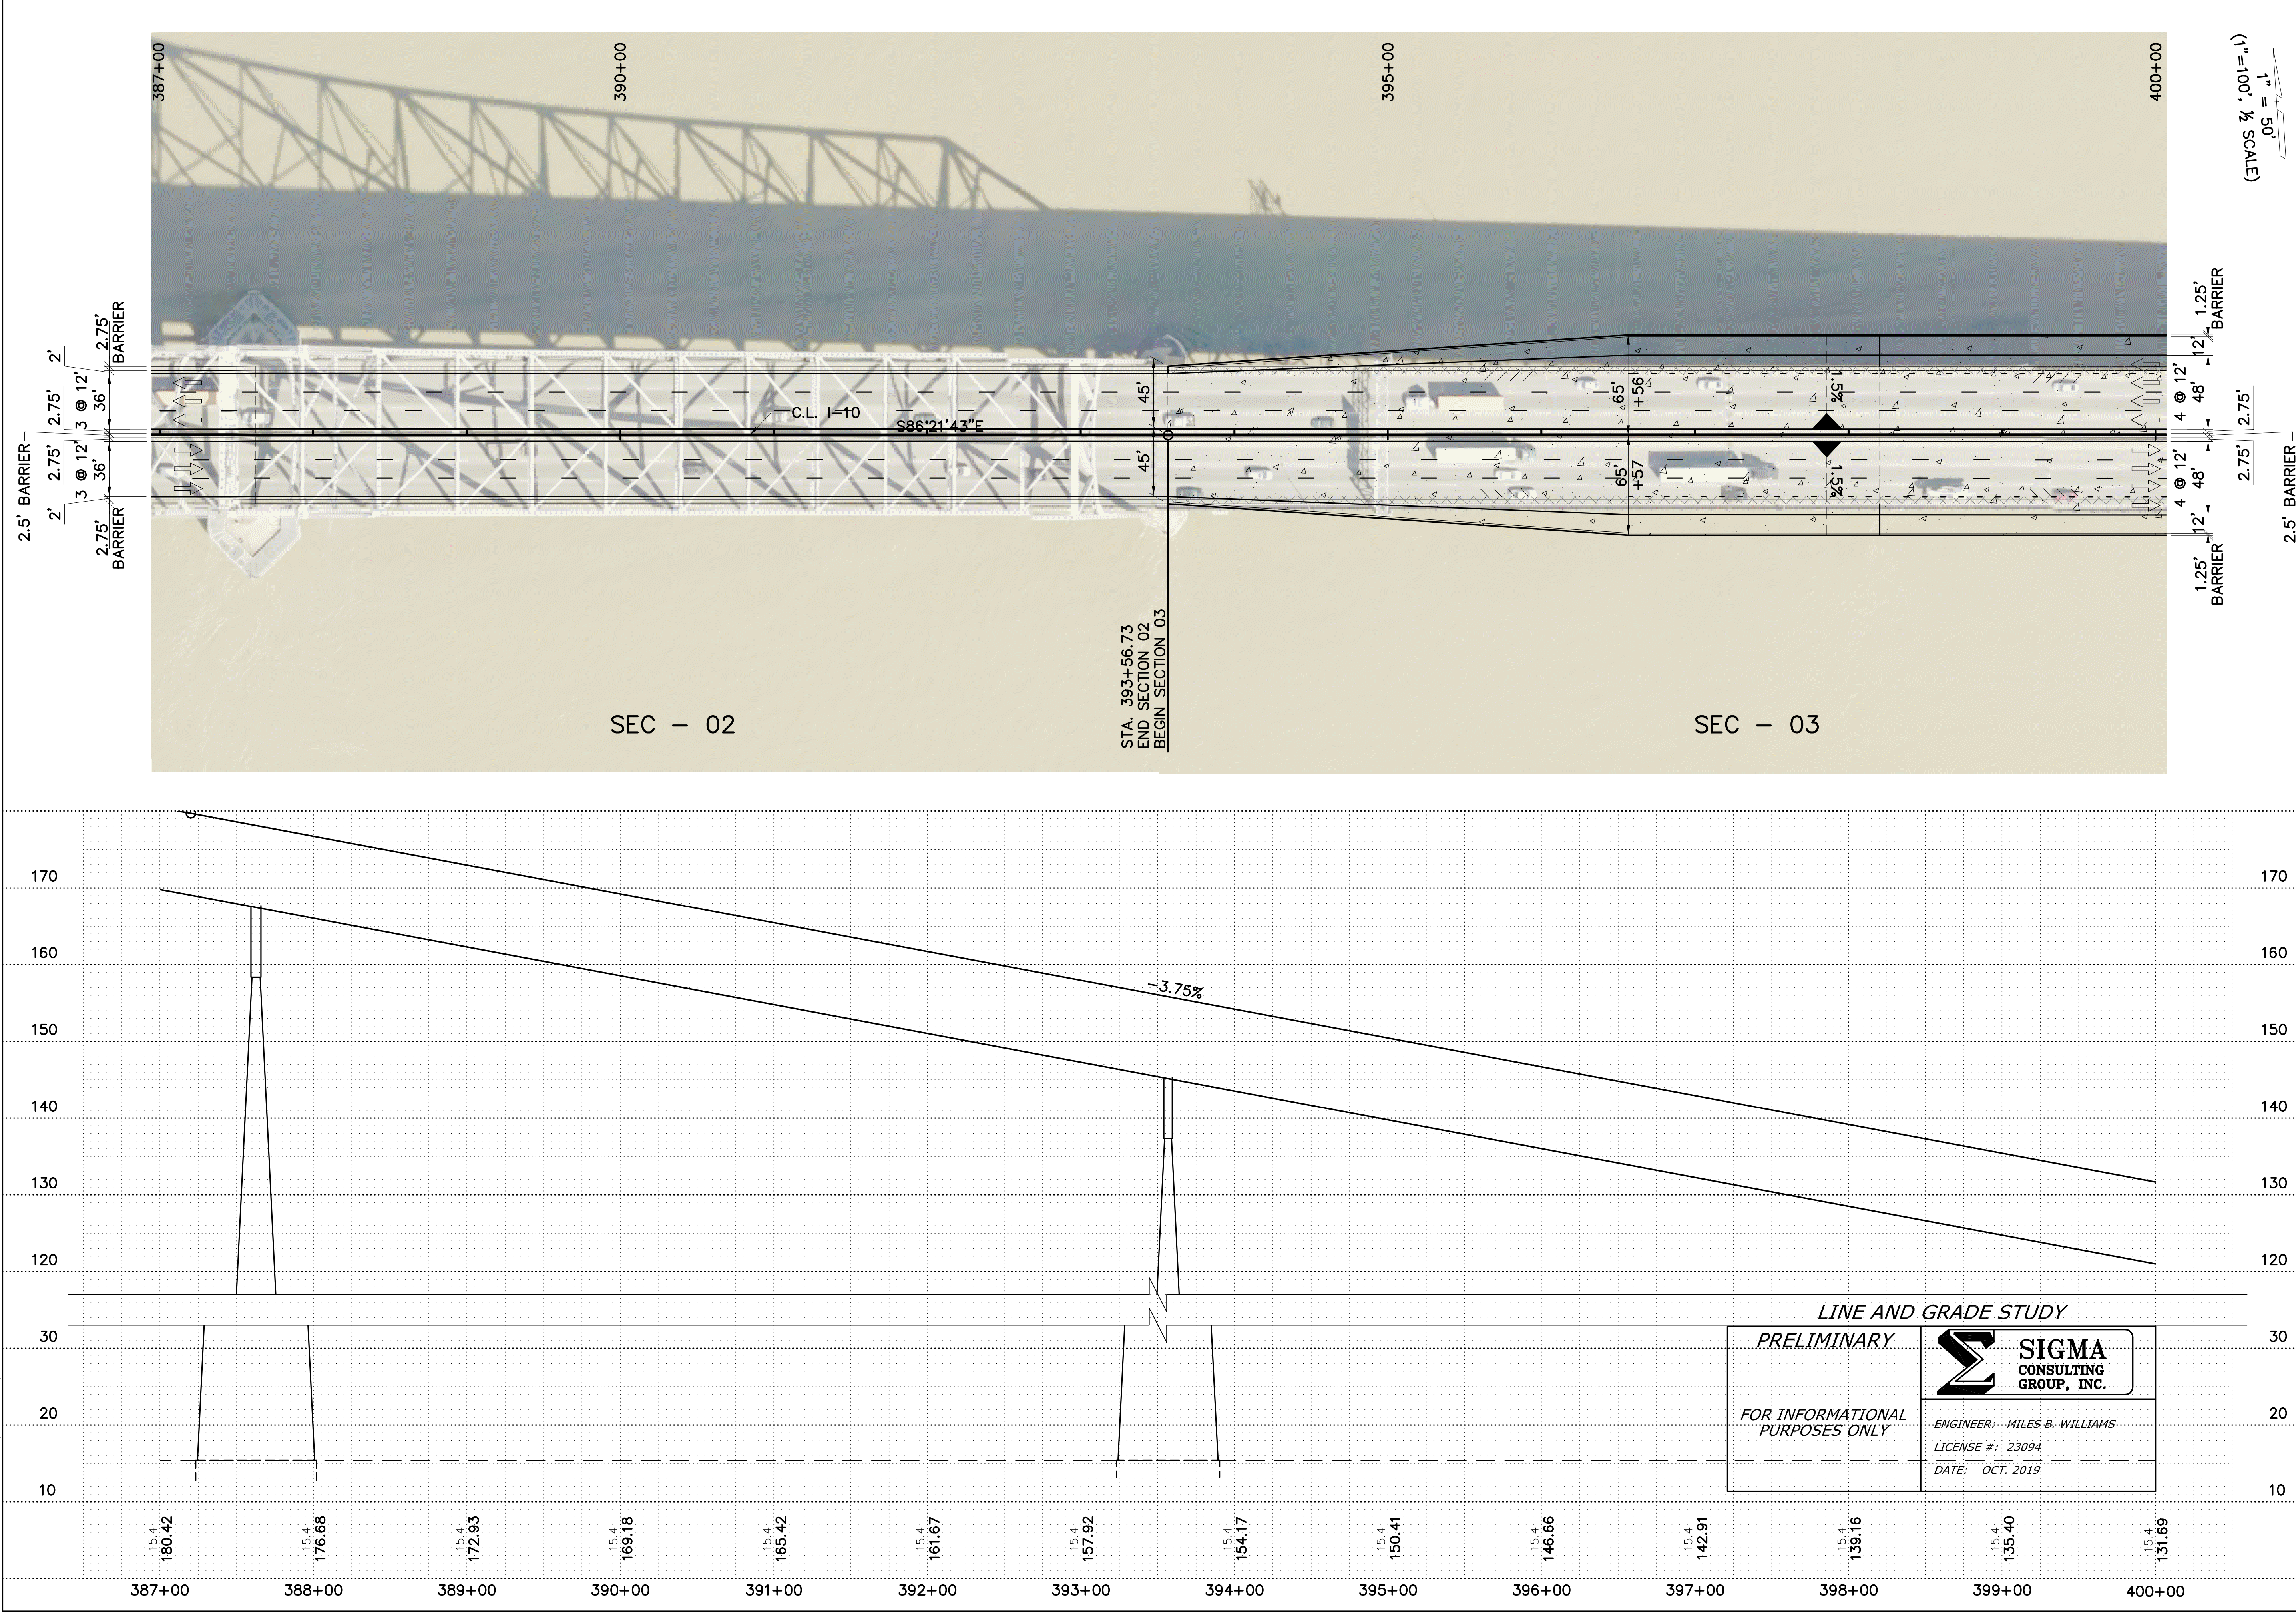 387+00
390+00
395+00
400+00
1" = 50'
(1"=100', ½ SCALE)
2.75'
BARRIER
2'
3 @ 12'
36'
2.75'
2.5' BARRIER
2.75'
3 @ 12'
36'
2'
2.75'
BARRIER
C.L. I-10
S86°21'43"E
45'
45'
65'
+56
65'
+57
1.5%
1.5%
1.25'
BARRIER
12'
4 @ 12'
48'
2.75'
2.5' BARRIER
2.75'
4 @ 12'
48'
12'
1.25'
BARRIER
STA. 393+56.73
END SECTION 02
BEGIN SECTION 03
SEC - 02
SEC - 03
170
170
160
160
-3.75%
150
150
140
140
130
130
120
120
LINE AND GRADE STUDY
30
30
PRELIMINARY
SIGMA
CONSULTING
GROUP, INC.
20
20
FOR INFORMATIONAL
PURPOSES ONLY
ENGINEER: MILES B. WILLIAMS
LICENSE #: 23094
DATE: OCT. 2019
10
10
15.4
180.42
15.4
176.68
15.4
172.93
15.4
169.18
15.4
165.42
15.4
161.67
15.4
157.92
15.4
154.17
15.4
150.41
15.4
146.66
15.4
142.91
15.4
139.16
15.4
135.40
15.4
131.69
387+00 388+00 389+00 390+00 391+00 392+00 393+00 394+00 395+00 396+00 397+00 398+00 399+00 400+00